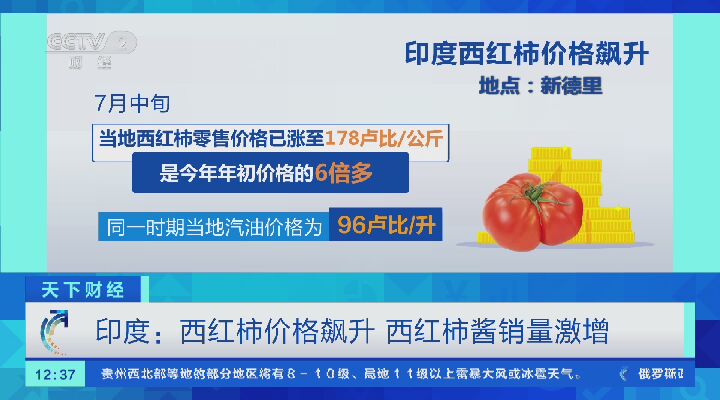 CCTV 2
财经
印度西红柿价格飙升
地点：新德里
7月中旬
当地西红柿零售价格已涨至178卢比/公斤
是今年年初价格的6倍多
同一时期当地汽油价格为 96卢比/升
天下财经
印度：西红柿价格飙升 西红柿酱销量激增
12:37 贵州西北部等地的部分地区将有8－10级、局地11级以上雷暴大风或冰雹天气。 俄罗斯